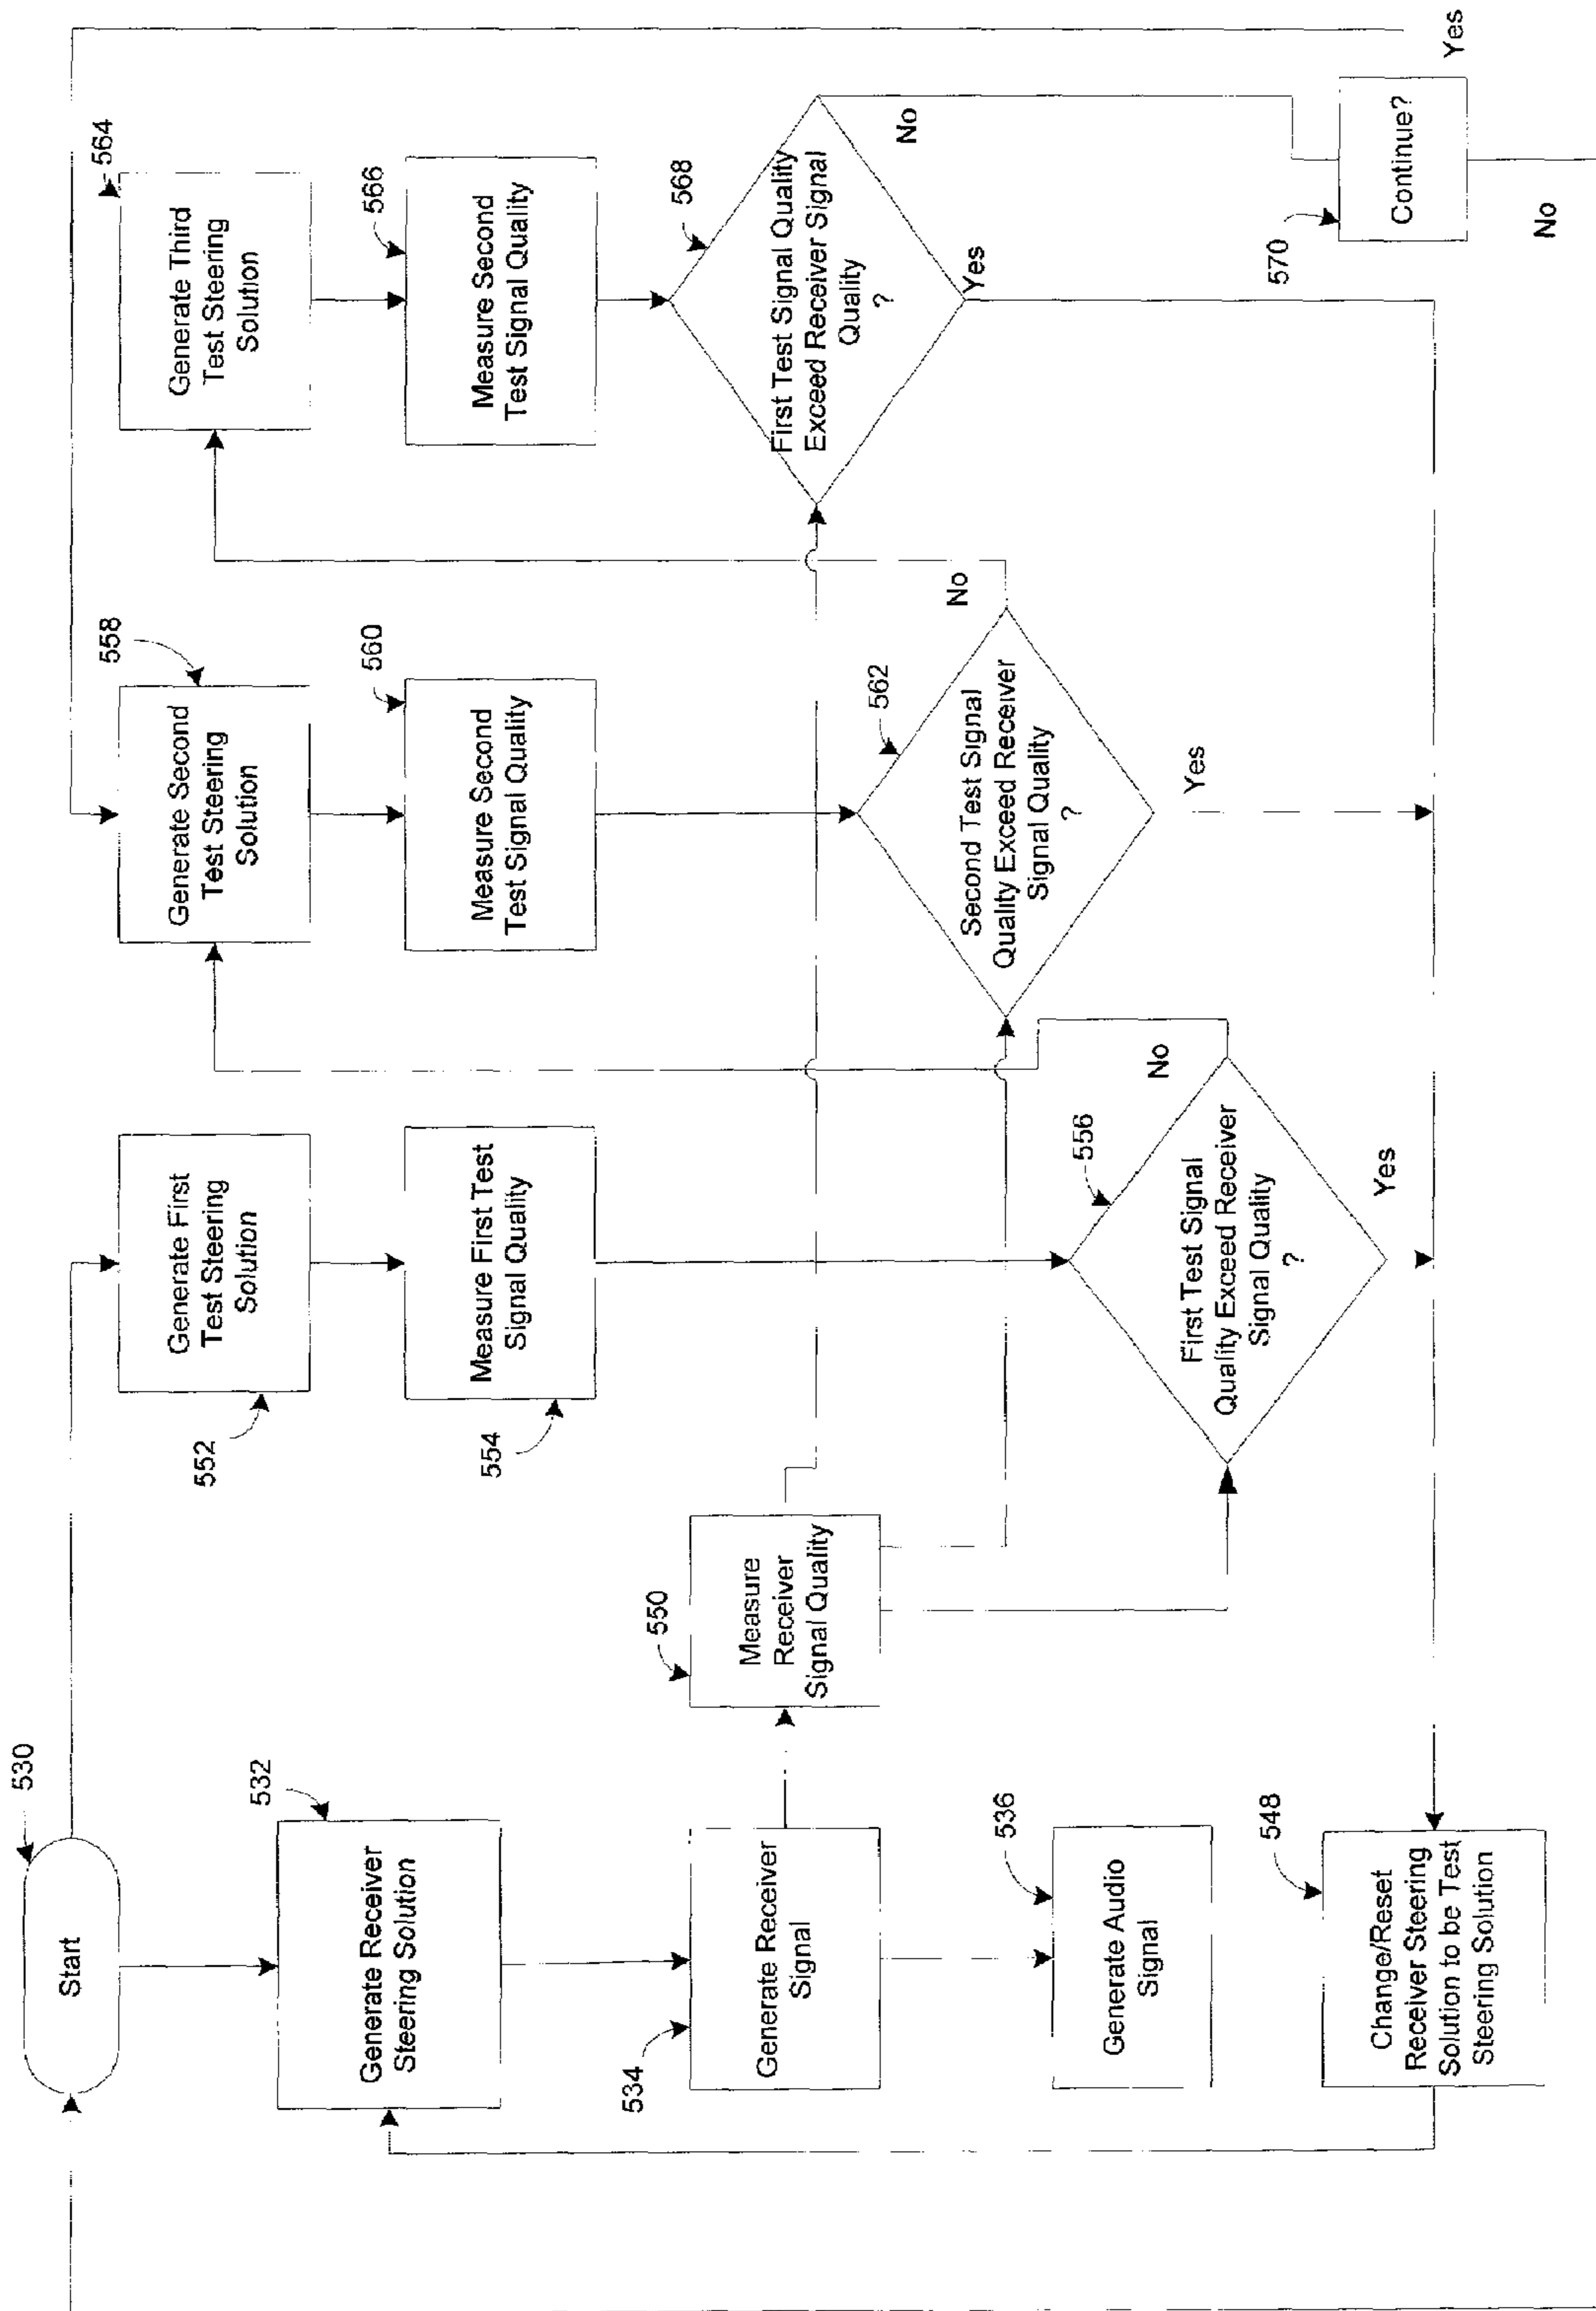 530
Start
532
Generate Receiver
Steering Solution
534
Generate Receiver
Signal
536
Generate Audio
Signal
548
Change/Reset
Receiver Steering
Solution to be Test
Steering Solution
550
Measure
Receiver
Signal Quality
552
Generate First
Test Steering
Solution
554
Measure First Test
Signal Quality
556
First Test Signal
Quality Exceed Receiver
Signal Quality
?
No
Yes
558
Generate Second
Test Steering
Solution
560
Measure Second
Test Signal Quality
562
Second Test Signal
Quality Exceed Receiver
Signal Quality
?
No
Yes
564
Generate Third
Test Steering
Solution
566
Measure Second
Test Signal Quality
568
First Test Signal Quality
Exceed Receiver Signal
Quality
?
No
Yes
570
Continue?
Yes
No